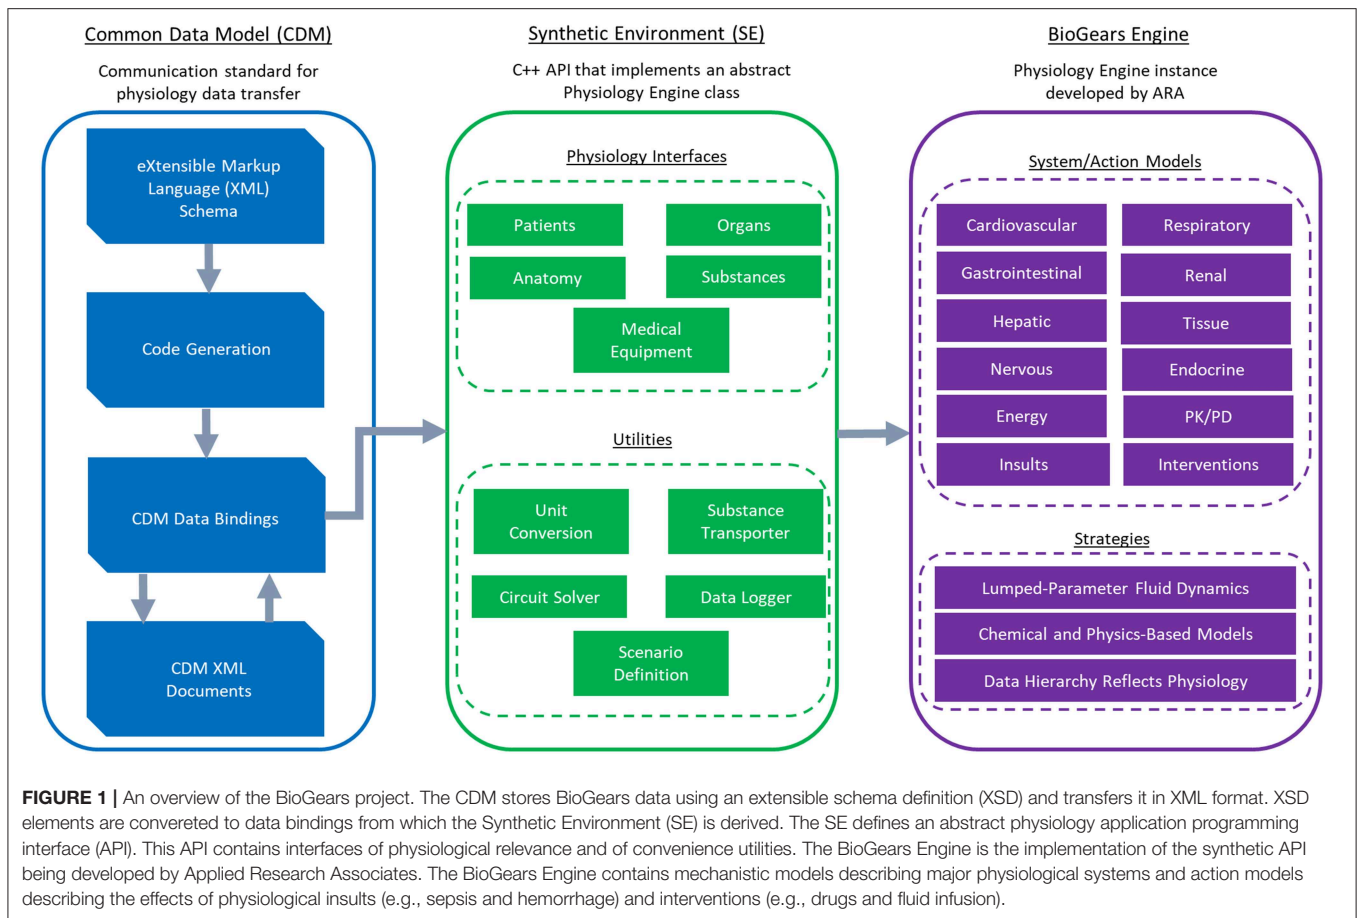 Common Data Model (CDM)
Communication standard for
physiology data transfer
eXtensible Markup
Language (XML)
Schema
Code Generation
CDM Data Bindings
CDM XML
Documents
Synthetic Environment (SE)
C++ API that implements an abstract
Physiology Engine class
Physiology Interfaces
Patients
Organs
Anatomy
Substances
Medical
Equipment
Utilities
Unit
Conversion
Substance
Transporter
Circuit Solver
Data Logger
Scenario
Definition
BioGears Engine
Physiology Engine instance
developed by ARA
System/Action Models
Cardiovascular
Respiratory
Gastrointestinal
Renal
Hepatic
Tissue
Nervous
Endocrine
Energy
PK/PD
Insults
Interventions
Strategies
Lumped-Parameter Fluid Dynamics
Chemical and Physics-Based Models
Data Hierarchy Reflects Physiology
FIGURE 1 | An overview of the BioGears project. The CDM stores BioGears data using an extensible schema definition (XSD) and transfers it in XML format. XSD
elements are convereted to data bindings from which the Synthetic Environment (SE) is derived. The SE defines an abstract physiology application programming
interface (API). This API contains interfaces of physiological relevance and of convenience utilities. The BioGears Engine is the implementation of the synthetic API
being developed by Applied Research Associates. The BioGears Engine contains mechanistic models describing major physiological systems and action models
describing the effects of physiological insults (e.g., sepsis and hemorrhage) and interventions (e.g., drugs and fluid infusion).